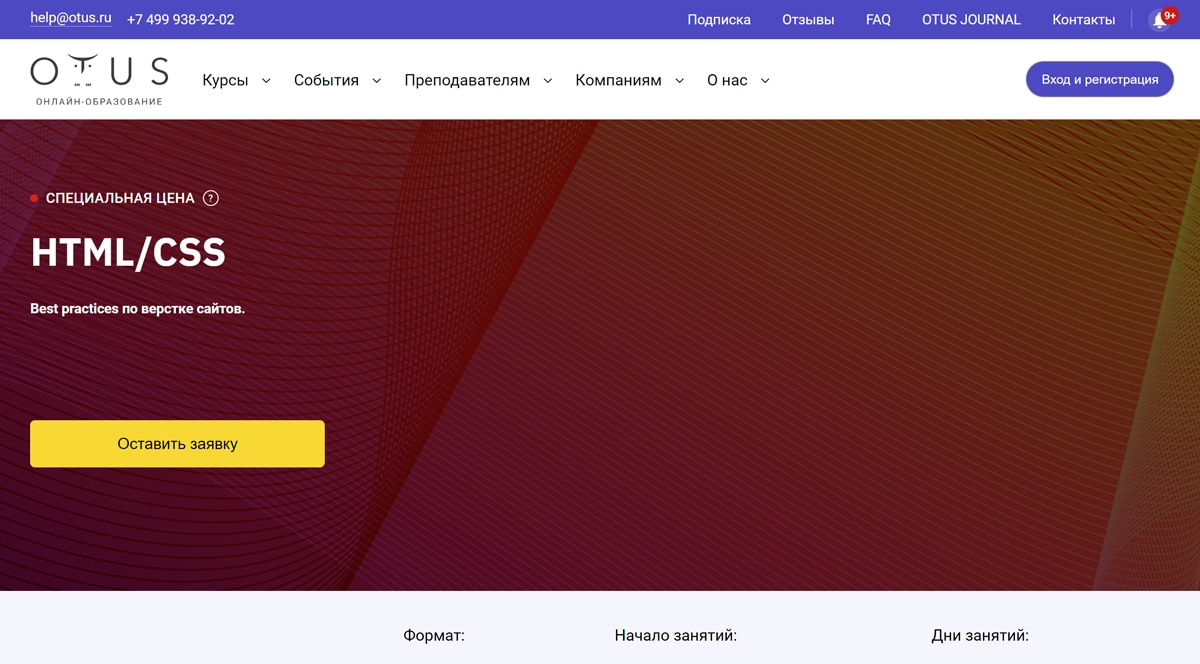 help@otus.ru +7 499 938-92-02 Подписка Отзывы FAQ OTUS JOURNAL Контакты 9+
OTUS
ОНЛАЙН-ОБРАЗОВАНИЕ
Курсы События Преподавателям Компаниям О нас Вход и регистрация
СПЕЦИАЛЬНАЯ ЦЕНА ?
HTML/CSS
Best practices по верстке сайтов.
Оставить заявку
Формат: Начало занятий: Дни занятий: